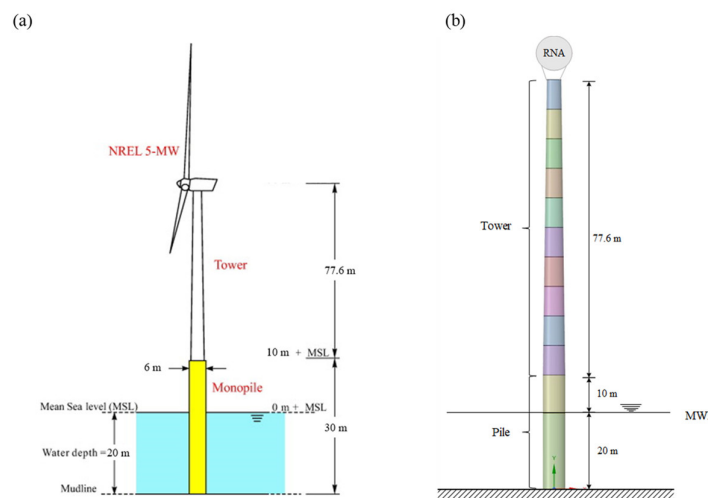 (a)
NREL 5-MW
Tower
77.6 m
10 m + MSL
6 m
Monopile
Mean Sea level (MSL)
0 m + MSL
30 m
Water depth =20 m
Mudline
(b)
RNA
Tower
77.6 m
10 m
MW
Pile
20 m
Y